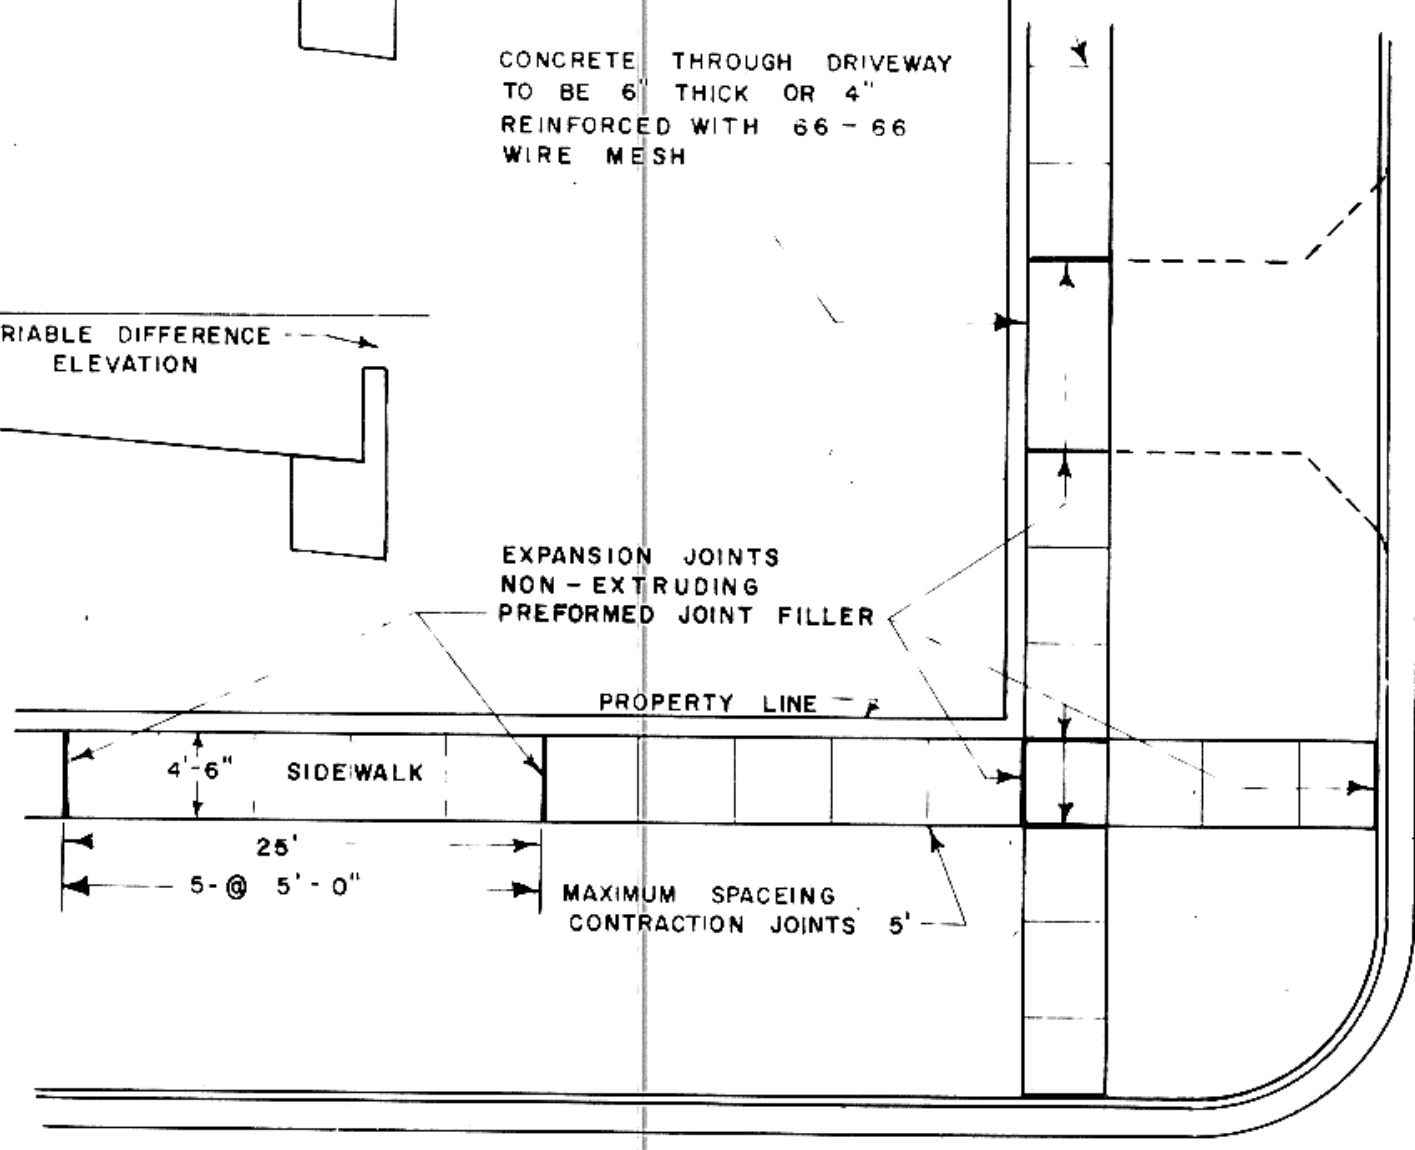 CONCRETE THROUGH DRIVEWAY
TO BE 6" THICK OR 4"
REINFORCED WITH 66-66
WIRE MESH
RIABLE DIFFERENCE
ELEVATION
EXPANSION JOINTS
NON-EXTRUDING
PREFORMED JOINT FILLER
PROPERTY LINE
4'-6" SIDEWALK
25'
5-@ 5'-0"
MAXIMUM SPACEING
CONTRACTION JOINTS 5'